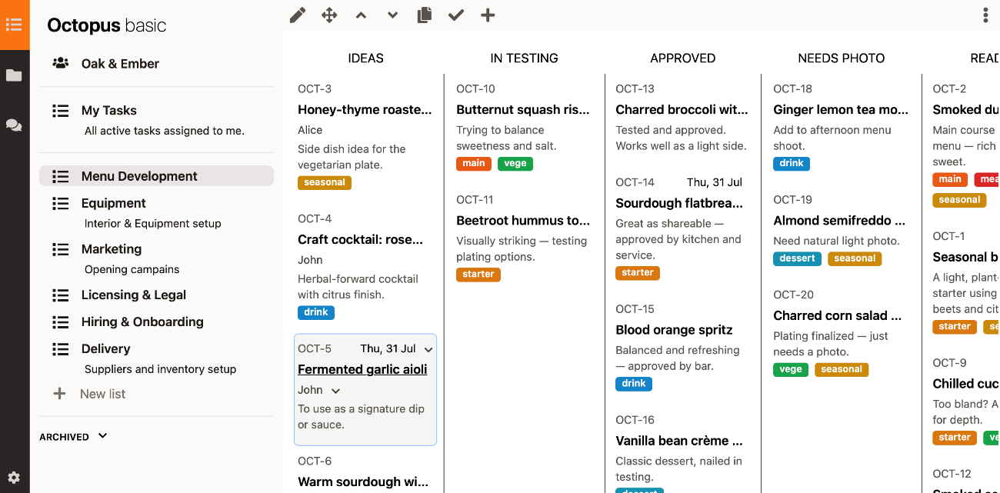 Octopus basic
Oak & Ember
My Tasks
All active tasks assigned to me.
Menu Development
Equipment
Interior & Equipment setup
Marketing
Opening campains
Licensing & Legal
Hiring & Onboarding
Delivery
Suppliers and inventory setup
New list
ARCHIVED
IDEAS
OCT-3
Honey-thyme roaste...
Alice
Side dish idea for the
vegetarian plate.
seasonal
OCT-4
Craft cocktail: rose...
John
Herbal-forward cocktail
with citrus finish.
drink
OCT-5 Thu, 31 Jul
Fermented garlic aioli
John
To use as a signature dip
or sauce.
OCT-6
Warm sourdough wi...
IN TESTING
OCT-10
Butternut squash ris...
Trying to balance
sweetness and salt.
main vege
OCT-11
Beetroot hummus to...
Visually striking — testing
plating options.
starter
APPROVED
OCT-13
Charred broccoli wit...
Tested and approved.
Works well as a light side.
OCT-14 Thu, 31 Jul
Sourdough flatbrea...
Great as shareable —
approved by kitchen and
service.
starter
OCT-15
Blood orange spritz
Balanced and refreshing
— approved by bar.
drink
OCT-16
Vanilla bean crème ...
Classic dessert, nailed in
testing.
dessert
NEEDS PHOTO
OCT-18
Ginger lemon tea mo...
Add to afternoon menu
shoot.
drink
OCT-19
Almond semifreddo ...
Need natural light photo.
dessert seasonal
OCT-20
Charred corn salad ...
Plating finalized — just
needs a photo.
vege seasonal
READ
OCT-2
Smoked du
Main course
menu — rich
sweet.
main mea
seasonal
OCT-1
Seasonal b
A light, plant-
starter using
beets and cit
starter se
OCT-9
Chilled cuc
Too bland? A
for depth.
starter ve
OCT-12